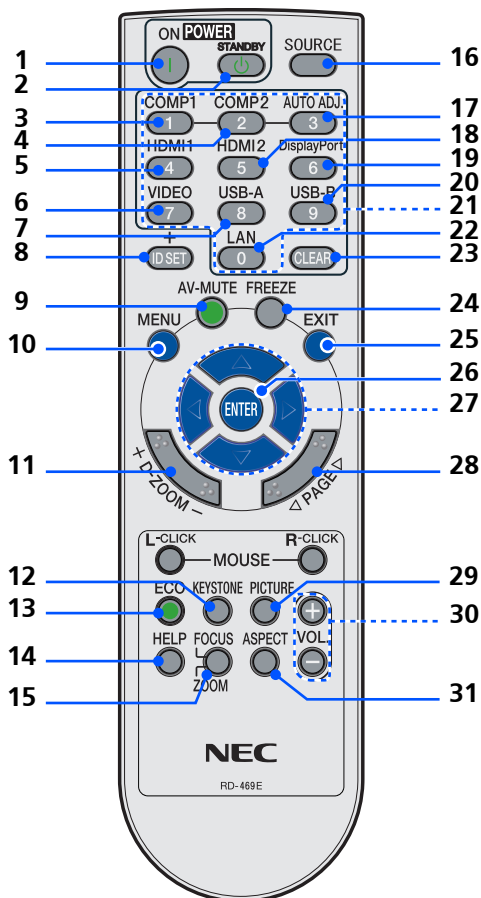 ON POWER STANDBY SOURCE
1 16
2
COMP1 COMP2 AUTO ADJ.
3 1 2 3 17
4 18
HDMI1 HDMI2 DisplayPort
5 4 5 6 19
VIDEO USB-A USB-B 20
6 7 8 9 21
7 LAN 22
8 + ID SET 0 CLEAR 23
AV-MUTE FREEZE
9 24
MENU EXIT
10 25
ENTER 26
27
11 + D-ZOOM − ◁ PAGE ▷ 28
L-CLICK R-CLICK
MOUSE
12 29
ECO KEYSTONE PICTURE
13 + 30
HELP FOCUS ASPECT VOL.
14 −
15 ZOOM 31
NEC
RD-469E